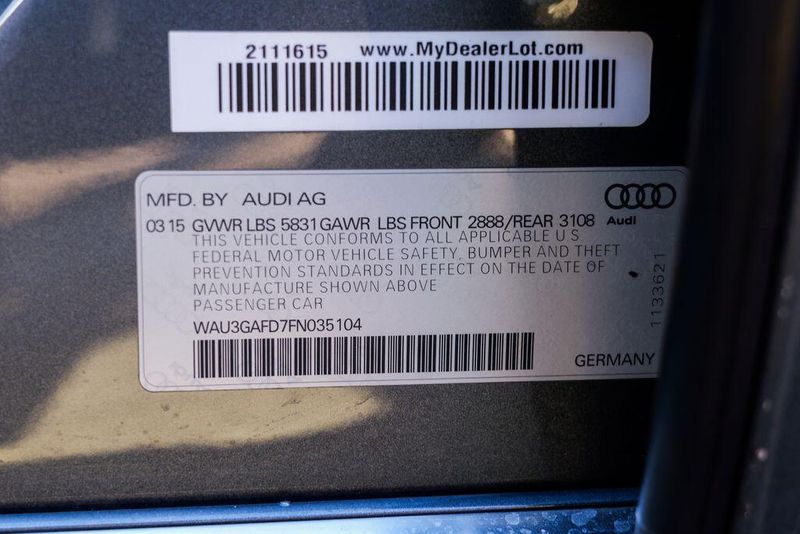 2111615 www.MyDealerLot.com
MFD. BY AUDI AG
03 15 GVWR LBS 5831 GAWR LBS FRONT 2888/REAR 3108 Audi
THIS VEHICLE CONFORMS TO ALL APPLICABLE U S
FEDERAL MOTOR VEHICLE SAFETY, BUMPER AND THEFT
PREVENTION STANDARDS IN EFFECT ON THE DATE OF
MANUFACTURE SHOWN ABOVE
PASSENGER CAR
1133621
WAU3GAFD7FN035104
GERMANY